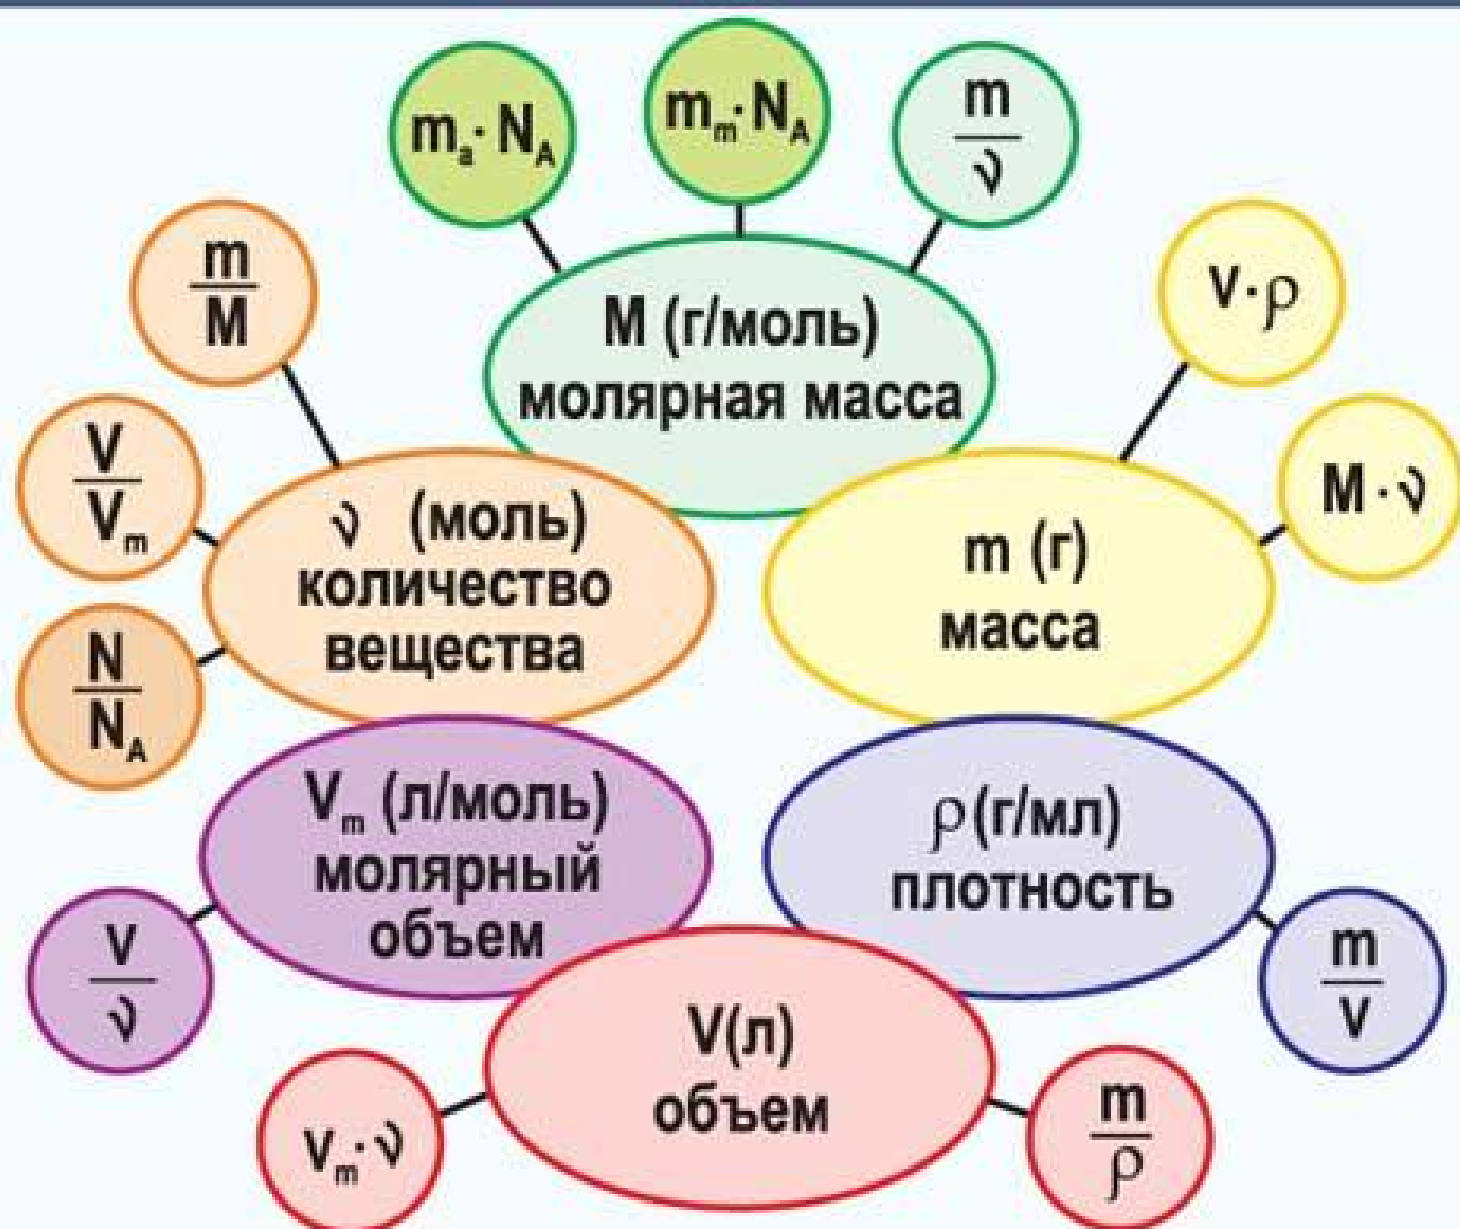 mₐ · N_A
mₘ · N_A
m
ν
m
M
V · ρ
M (г/моль)
молярная масса
V
Vₘ
M · ν
ν (моль)
количество
вещества
m (г)
масса
N
N_A
Vₘ (л/моль)
молярный
объем
ρ (г/мл)
плотность
V
ν
m
V
V(л)
объем
Vₘ · ν
m
ρ